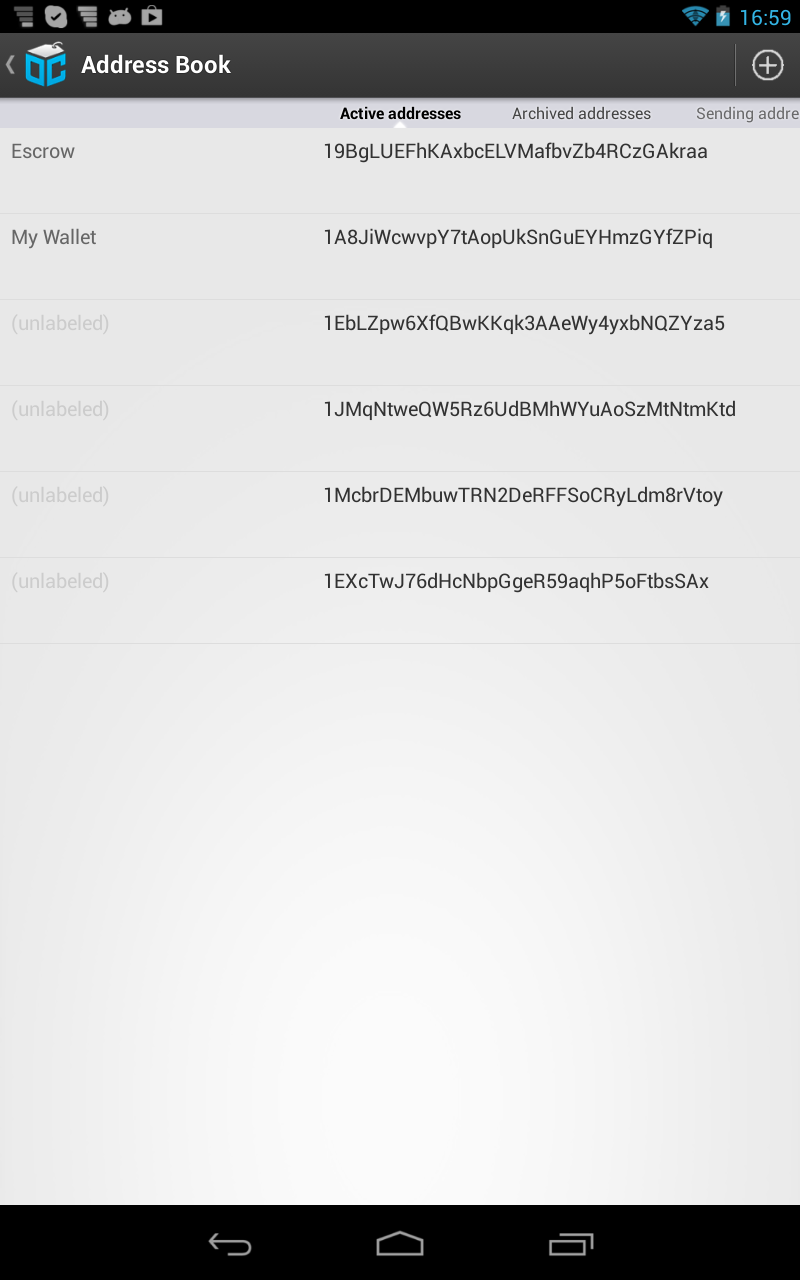 16:59
Address Book
Active addresses Archived addresses Sending addre
Escrow 19BgLUEFhKAxbcELVMafbvZb4RCzGAkraa
My Wallet 1A8JiWcwvpY7tAopUkSnGuEYHmzGYfZPiq
(unlabeled) 1EbLZpw6XfQBwKKqk3AAeWy4yxbNQZYza5
(unlabeled) 1JMqNtweQW5Rz6UdBMhWYuAoSzMtNtmKtd
(unlabeled) 1McbrDEMbuwTRN2DeRFFSoCRyLdm8rVtoy
(unlabeled) 1EXcTwJ76dHcNbpGgeR59aqhP5oFtbsSAx